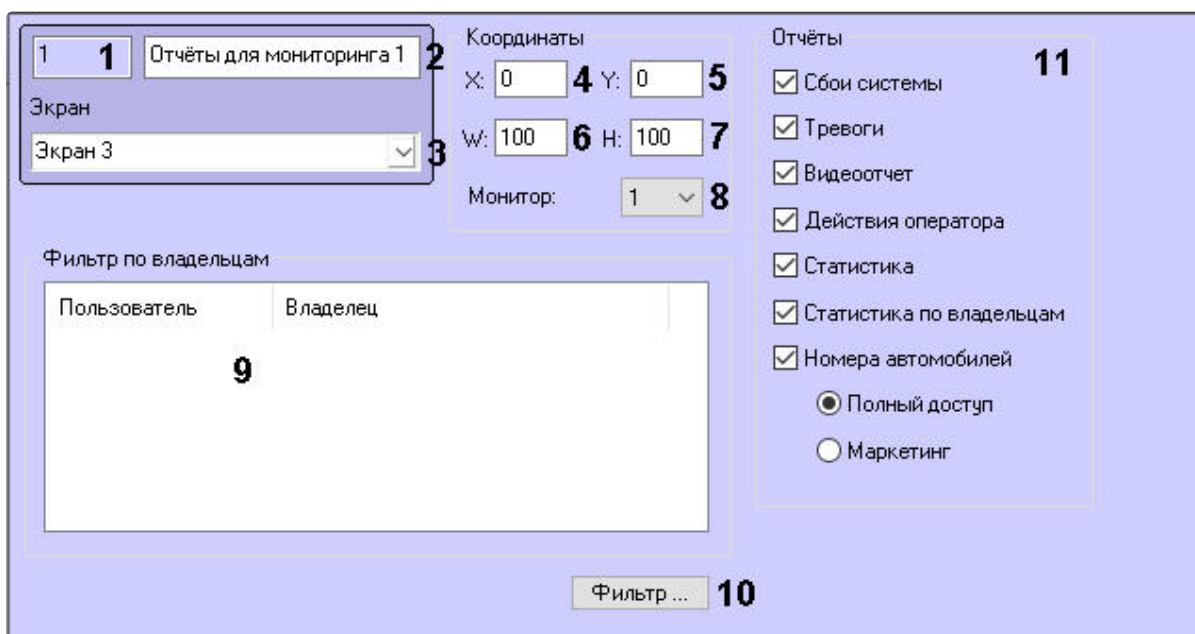 1 1 Отчёты для мониторинга 1 2
Экран
Экран 3 3
Координаты
X: 0 4 Y: 0 5
W: 100 6 H: 100 7
Монитор: 1 8
Фильтр по владельцам
Пользователь Владелец
9
Фильтр ... 10
Отчёты
11
Сбои системы
Тревоги
Видеоотчет
Действия оператора
Статистика
Статистика по владельцам
Номера автомобилей
Полный доступ
Маркетинг